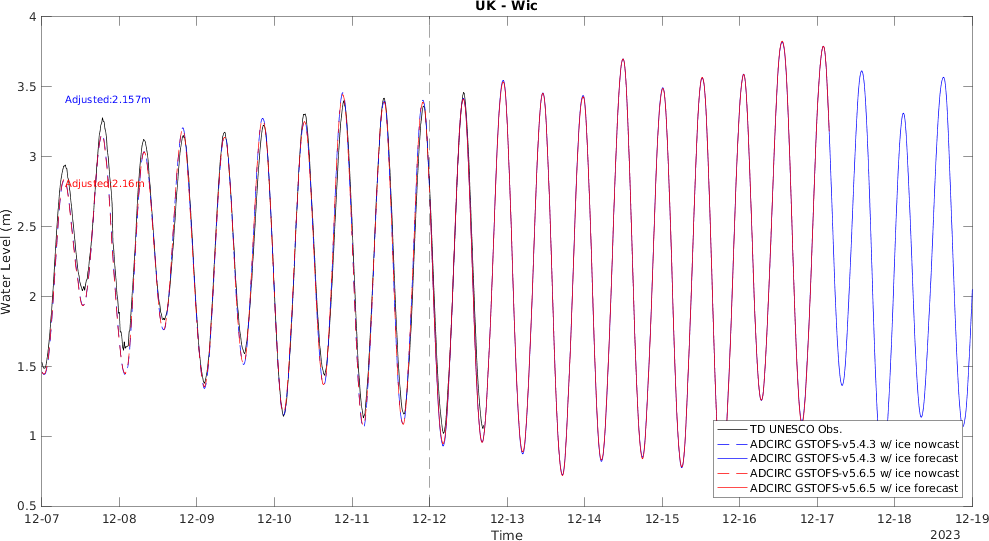 UK - Wic
4
3.5
3
2.5
2
1.5
1
0.5
Water Level (m)
Adjusted:2.157m
Adjusted:2.16m
TD UNESCO Obs.
ADCIRC GSTOFS-v5.4.3 w/ ice nowcast
ADCIRC GSTOFS-v5.4.3 w/ ice forecast
ADCIRC GSTOFS-v5.6.5 w/ ice nowcast
ADCIRC GSTOFS-v5.6.5 w/ ice forecast
12-07 12-08 12-09 12-10 12-11 12-12 12-13 12-14 12-15 12-16 12-17 12-18 12-19
Time
2023